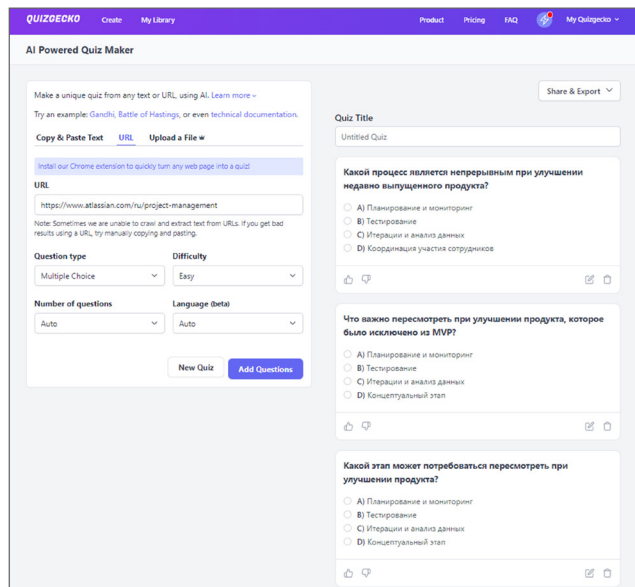 QUIZGECKO Create My Library Product Pricing FAQ My Quizgecko
AI Powered Quiz Maker
Make a unique quiz from any text or URL, using AI. Learn more
Try an example: Gandhi, Battle of Hastings, or even technical documentation.
Copy & Paste Text URL Upload a File
Install our Chrome extension to quickly turn any web page into a quiz!
URL
https://www.atlassian.com/ru/project-management
Note: Sometimes we are unable to crawl and extract text from URLs. If you get bad
results using a URL, try manually copying and pasting.
Question type Difficulty
Multiple Choice Easy
Number of questions Language (beta)
Auto Auto
New Quiz Add Questions
Share & Export
Quiz Title
Untitled Quiz
Какой процесс является непрерывным при улучшении
недавно выпущенного продукта?
A) Планирование и мониторинг
B) Тестирование
C) Итерации и анализ данных
D) Координация участия сотрудников
Что важно пересмотреть при улучшении продукта, которое
было исключено из MVP?
A) Планирование и мониторинг
B) Тестирование
C) Итерации и анализ данных
D) Концептуальный этап
Какой этап может потребоваться пересмотреть при
улучшении продукта?
A) Планирование и мониторинг
B) Тестирование
C) Итерации и анализ данных
D) Концептуальный этап